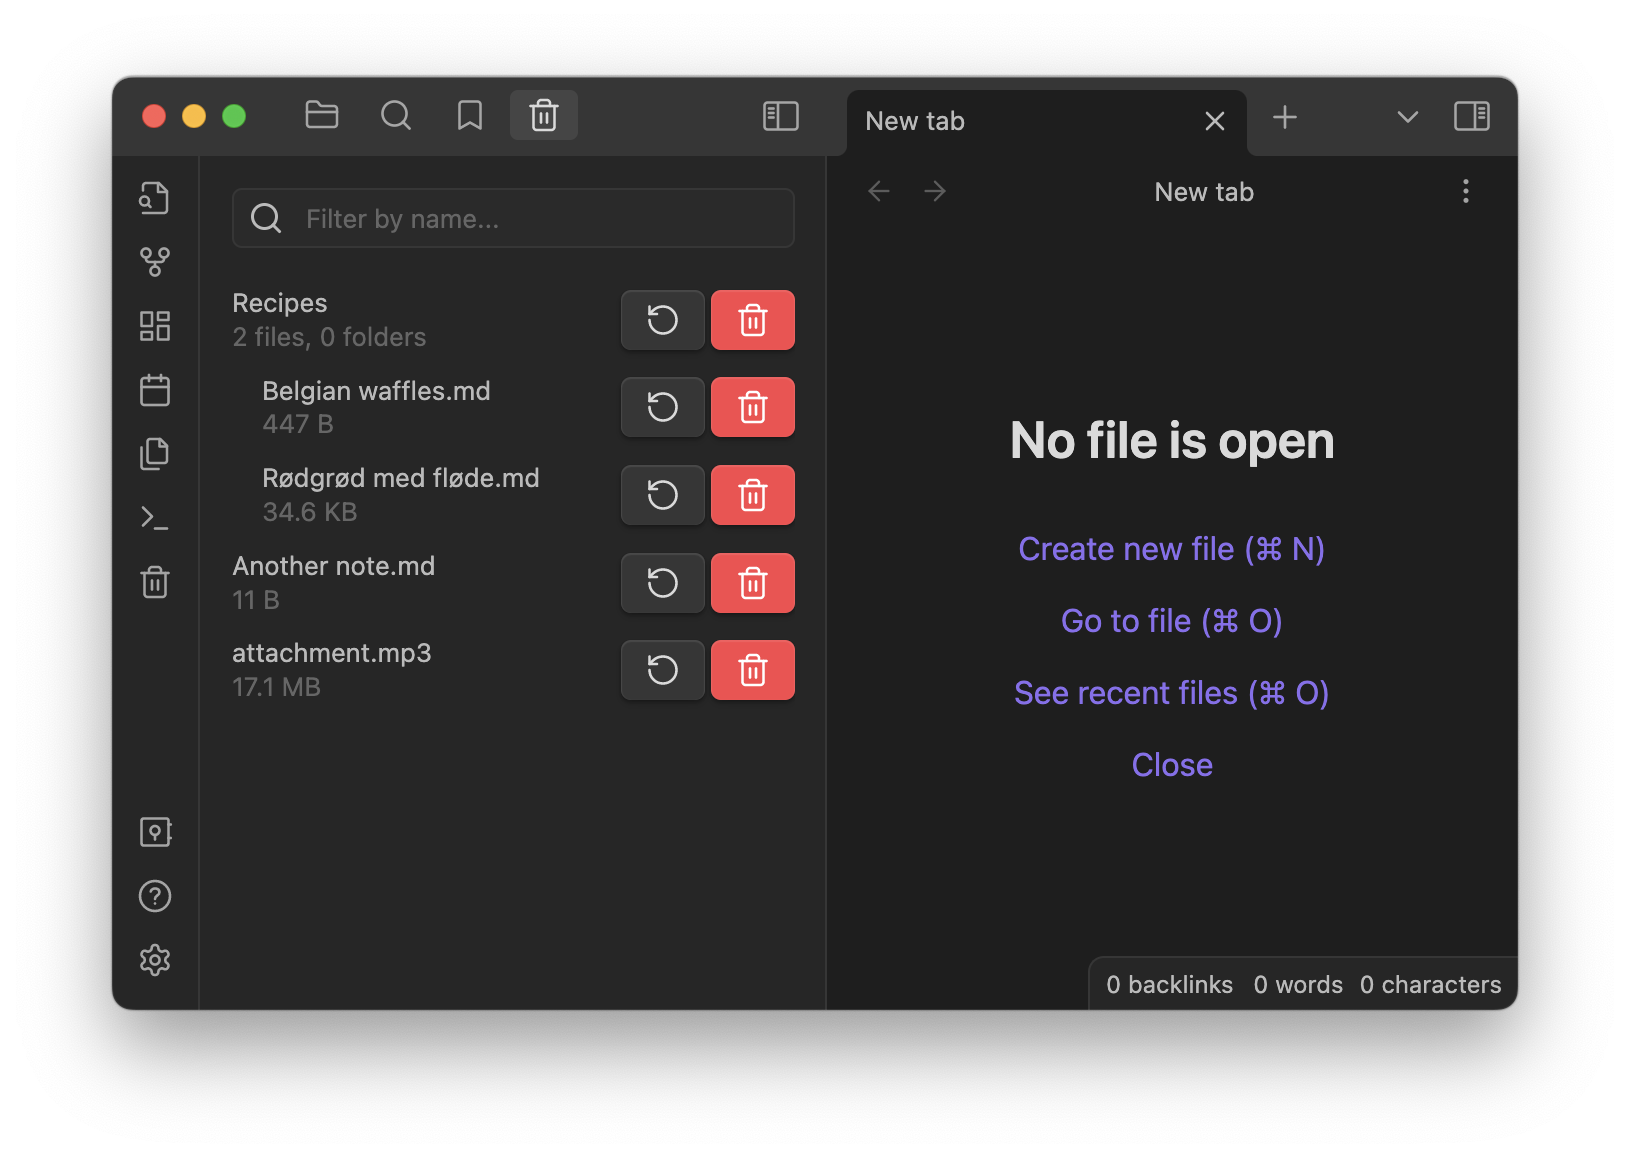 New tab
New tab
Filter by name...
Recipes
2 files, 0 folders
Belgian waffles.md
447 B
Rødgrød med fløde.md
34.6 KB
Another note.md
11 B
attachment.mp3
17.1 MB
No file is open
Create new file (⌘ N)
Go to file (⌘ O)
See recent files (⌘ O)
Close
0 backlinks 0 words 0 characters